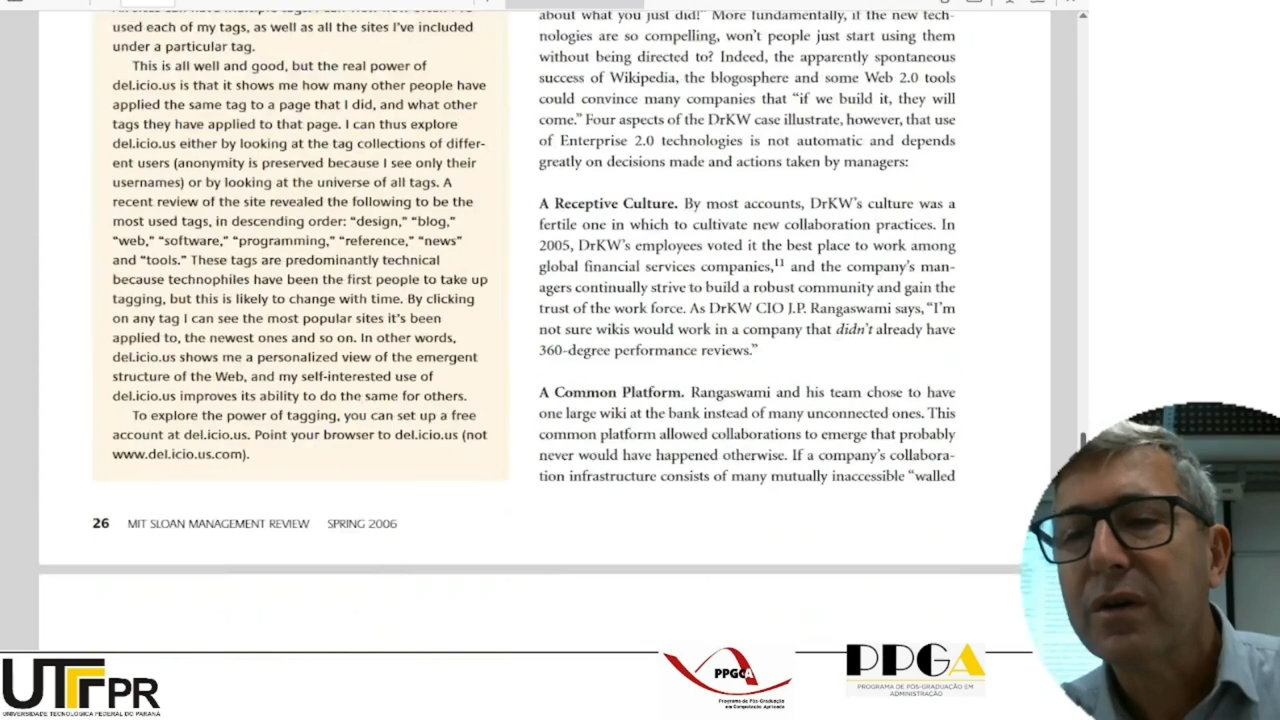 used each of my tags, as well as all the sites I've included
under a particular tag.
This is all well and good, but the real power of
del.icio.us is that it shows me how many other people have
applied the same tag to a page that I did, and what other
tags they have applied to that page. I can thus explore
del.icio.us either by looking at the tag collections of differ-
ent users (anonymity is preserved because I see only their
usernames) or by looking at the universe of all tags. A
recent review of the site revealed the following to be the
most used tags, in descending order: “design,” “blog,”
“web,” “software,” “programming,” “reference,” “news”
and “tools.” These tags are predominantly technical
because technophiles have been the first people to take up
tagging, but this is likely to change with time. By clicking
on any tag I can see the most popular sites it's been
applied to, the newest ones and so on. In other words,
del.icio.us shows me a personalized view of the emergent
structure of the Web, and my self-interested use of
del.icio.us improves its ability to do the same for others.
To explore the power of tagging, you can set up a free
account at del.icio.us. Point your browser to del.icio.us (not
www.del.icio.us.com).
about what you just did!” More fundamentally, if the new tech-
nologies are so compelling, won't people just start using them
without being directed to? Indeed, the apparently spontaneous
success of Wikipedia, the blogosphere and some Web 2.0 tools
could convince many companies that “if we build it, they will
come.” Four aspects of the DrKW case illustrate, however, that use
of Enterprise 2.0 technologies is not automatic and depends
greatly on decisions made and actions taken by managers:
A Receptive Culture. By most accounts, DrKW's culture was a
fertile one in which to cultivate new collaboration practices. In
2005, DrKW's employees voted it the best place to work among
global financial services companies,11 and the company's man-
agers continually strive to build a robust community and gain the
trust of the work force. As DrKW CIO J.P. Rangaswami says, “I'm
not sure wikis would work in a company that didn't already have
360-degree performance reviews.”
A Common Platform. Rangaswami and his team chose to have
one large wiki at the bank instead of many unconnected ones. This
common platform allowed collaborations to emerge that probably
never would have happened otherwise. If a company's collabora-
tion infrastructure consists of many mutually inaccessible “walled
26 MIT SLOAN MANAGEMENT REVIEW SPRING 2006
UTFPR
UNIVERSIDADE TECNOLÓGICA FEDERAL DO PARANÁ
PPGCA
Programa de Pós-Graduação
em Computação Aplicada
PPGA
PROGRAMA DE PÓS-GRADUAÇÃO EM
ADMINISTRAÇÃO